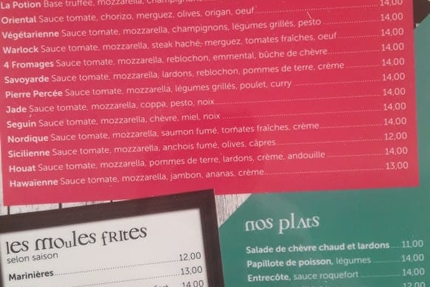 La Potion Base truffée, mozzarella, champignons 14,00
Oriental Sauce tomate, chorizo, merguez, olives, origan, oeuf 14,00
Végétarienne Sauce tomate, mozzarella, champignons, légumes grillés, pesto 14,00
Warlock Sauce tomate, mozzarella, steak haché, merguez, tomates fraîches, oeuf 14,00
4 Fromages Sauce tomate, mozzarella, reblochon, emmental, bûche de chèvre 14,00
Savoyarde Sauce tomate, mozzarella, lardons, reblochon, pommes de terre, crème 14,00
Pierre Percée Sauce tomate, mozzarella, légumes grillés, poulet, curry 14,00
Jade Sauce tomate, mozzarella, coppa, pesto, noix 14,00
Seguin Sauce tomate, mozzarella, chèvre, miel, noix 14,00
Nordique Sauce tomate, mozzarella, saumon fumé, tomates fraîches, crème 14,00
Sicilienne Sauce tomate, mozzarella, anchois fumé, olives, câpres 12,00
Houat Sauce tomate, mozzarella, pommes de terre, lardons, crème, andouille 14,00
Hawaïenne Sauce tomate, mozzarella, jambon, ananas, crème 13,00
les moules frites
selon saison
12,00
Marinières 13,00
14,00
nos plats
Salade de chèvre chaud et lardons 11,00
Papillote de poisson, légumes 14,00
Entrecôte, sauce roquefort 14,00
12,00